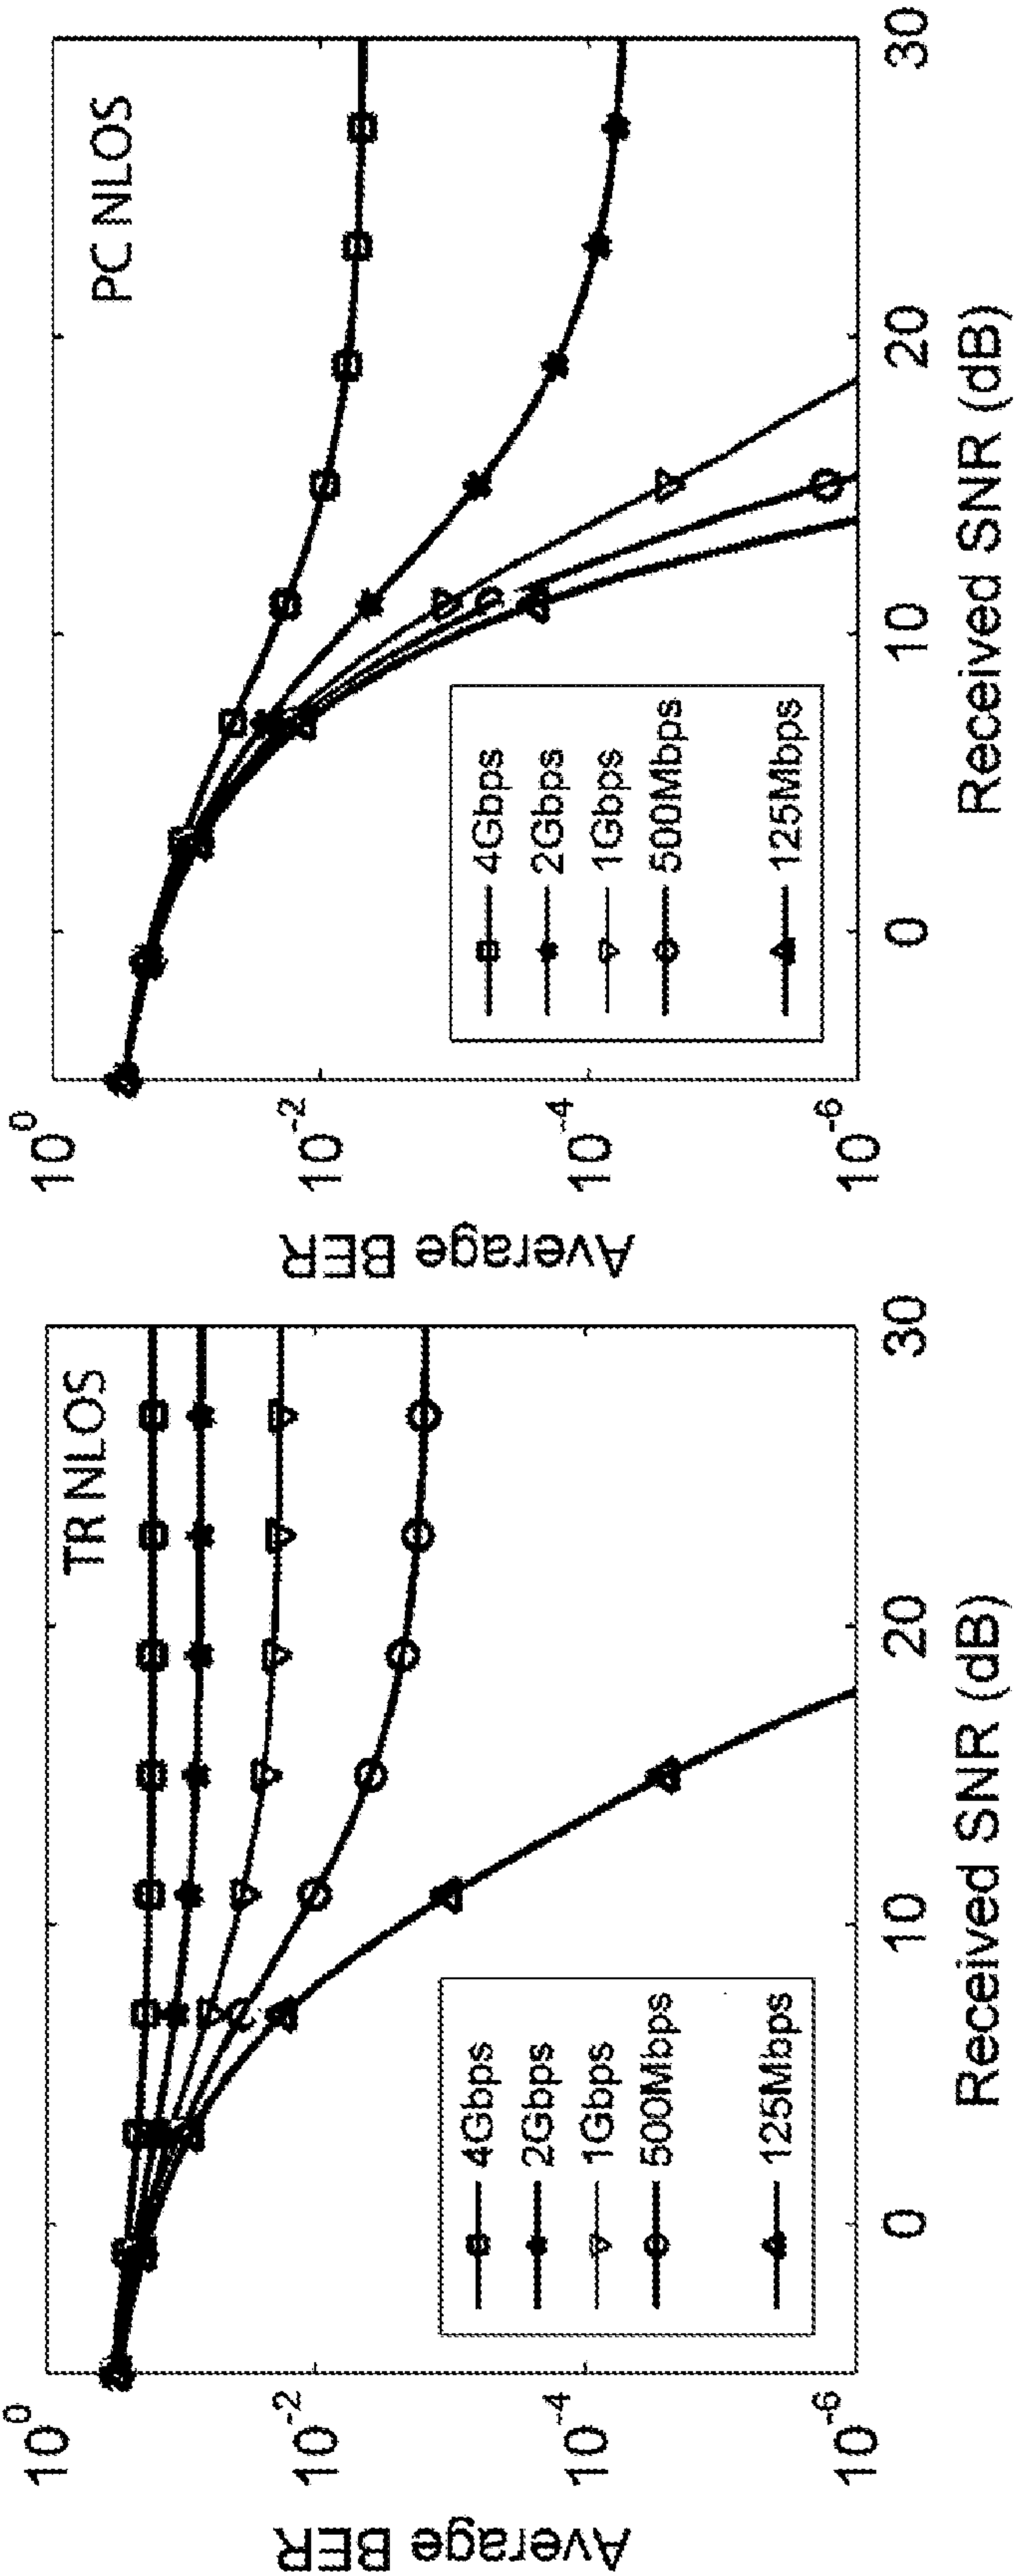 TR NLOS
Average BER
10^0
10^-2
10^-4
10^-6
4Gbps
2Gbps
1Gbps
500Mbps
125Mbps
0
10
20
30
Received SNR (dB)
PC NLOS
Average BER
10^0
10^-2
10^-4
10^-6
4Gbps
2Gbps
1Gbps
500Mbps
125Mbps
0
10
20
30
Received SNR (dB)